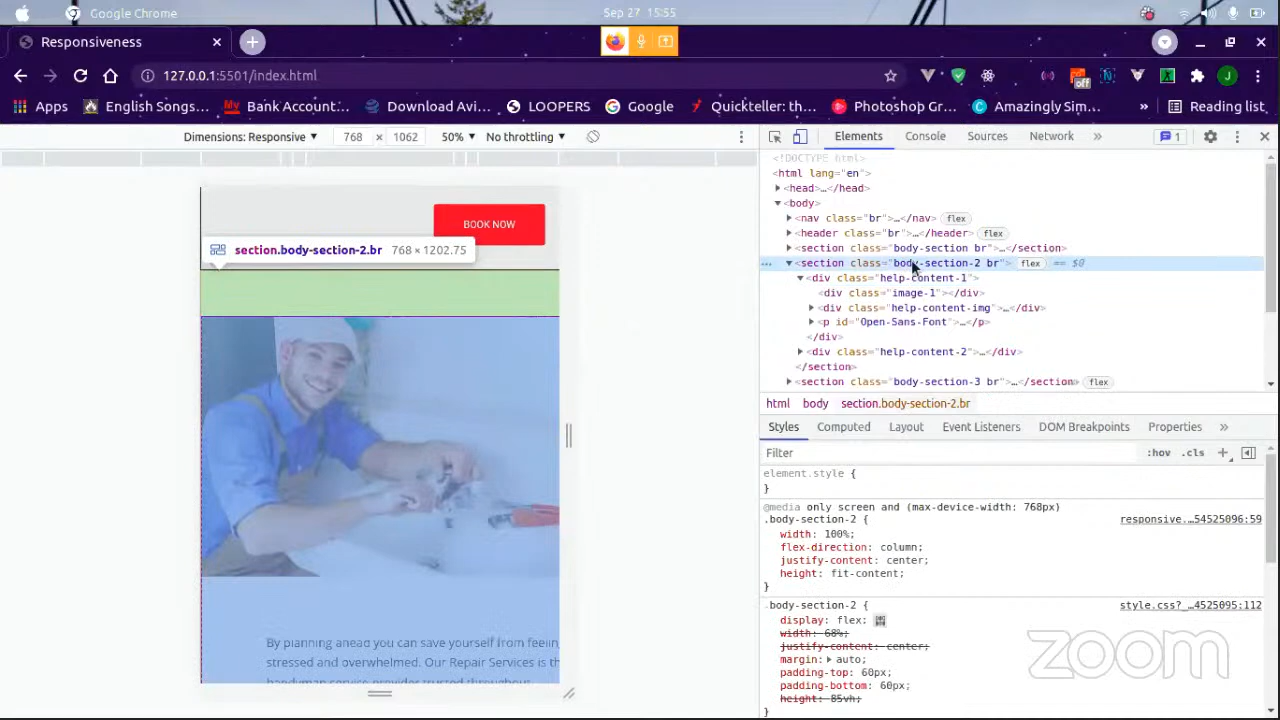 Google Chrome
Sep 27 15:55
Responsiveness
127.0.0.1:5501/index.html
off
J
Apps
English Songs...
Bank Account'...
Download Avi...
LOOPERS
Google
Quickteller: th...
Photoshop Gr...
Amazingly Sim...
»
Reading list
Dimensions: Responsive
768
×
1062
50%
No throttling
Elements
Console
Sources
Network
»
1
<!DOCTYPE html>
<html lang="en">
<head>…</head>
<body>
<nav class="br">…</nav> flex
<header class="br">…</header> flex
<section class="body-section br">…</section>
<section class="body-section-2 br"> flex == $0
<div class="help-content-1">
<div class="image-1"></div>
<div class="help-content-img">…</div>
<p id="Open-Sans-Font">…</p>
</div>
<div class="help-content-2">…</div>
</section>
<section class="body-section-3 br">…</section> flex
html body section.body-section-2.br
Styles
Computed
Layout
Event Listeners
DOM Breakpoints
Properties
»
Filter
:hov .cls
element.style {
}
@media only screen and (max-device-width: 768px)
.body-section-2 {
responsive.…54525096:59
width: 100%;
flex-direction: column;
justify-content: center;
height: fit-content;
}
.body-section-2 {
style.css?_…4525095:112
display: flex;
width: 68%;
justify-content: center;
margin: auto;
padding-top: 60px;
padding-bottom: 60px;
height: 85vh;
}
BOOK NOW
section.body-section-2.br 768 × 1202.75
By planning ahead you can save yourself from feelin
stressed and overwhelmed. Our Repair Services is th
handyman service provider trusted throughout
zoom